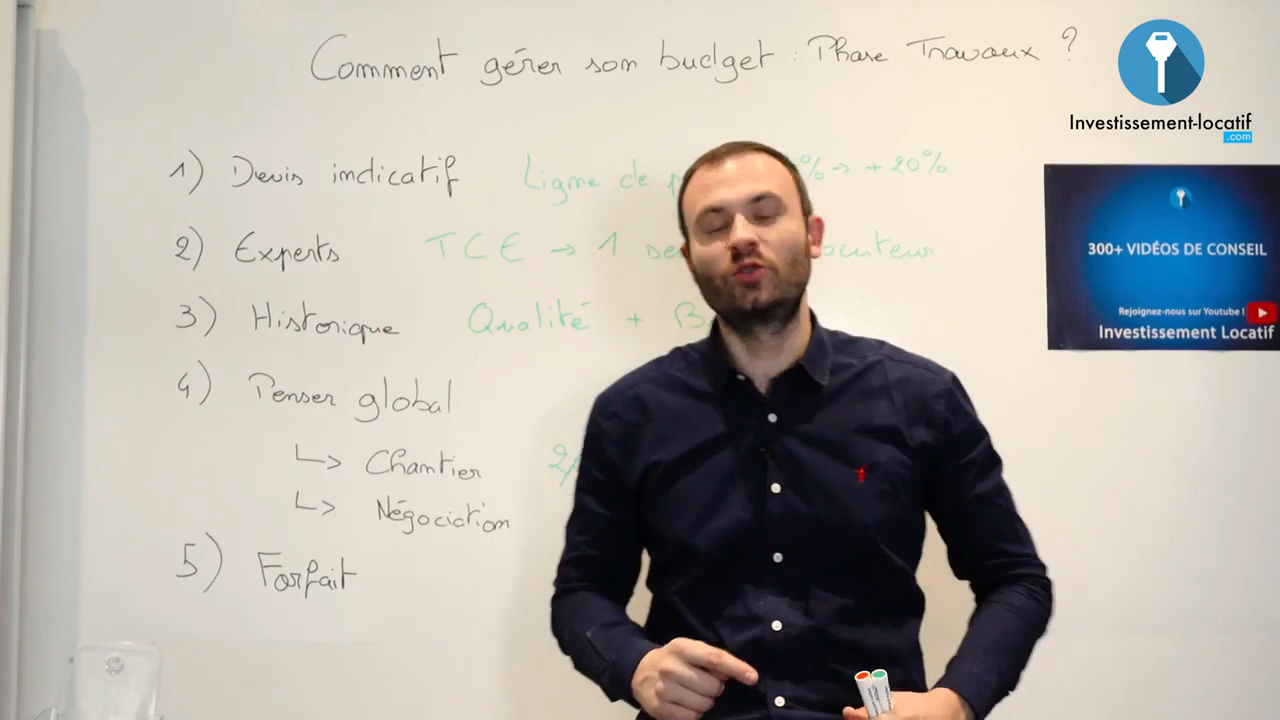 Comment gérer son budget : Phase Travaux ?
Investissement-locatif
.com
1) Devis indicatif Ligne de % → + 20%
2) Experts TCE → 1
3) Historique Qualité +
4) Penser global
↳ Chantier
↳ Négociation
5) Forfait
300+ VIDÉOS DE CONSEIL
Rejoignez-nous sur Youtube !
Investissement Locatif